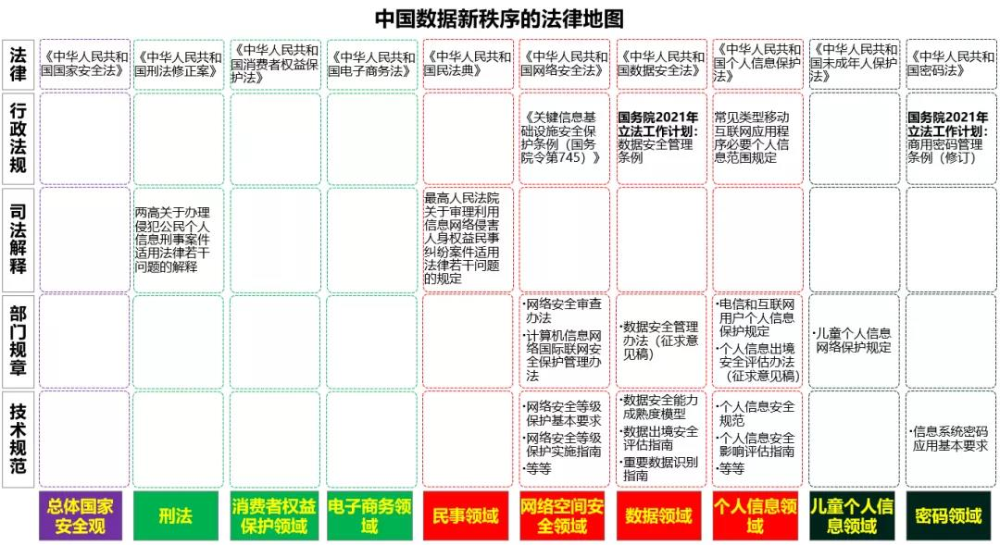 中国数据新秩序的法律地图
法律
《中华人民共和
国国家安全法》
《中华人民共和
国刑法修正案》
《中华人民共和
国消费者权益保
护法》
《中华人民共和
国电子商务法》
《中华人民共和
国民法典》
《中华人民共和
国网络安全法》
《中华人民共和
国数据安全法》
《中华人民共和
国个人信息保护
法》
《中华人民共和
国未成年人保护
法》
《中华人民共和
国密码法》
行政法规
《关键信息基
础设施安全保
护条例（国务
院令第745）》
国务院2021年
立法工作计划：
数据安全管理
条例
常见类型移动
互联网应用程
序必要个人信
息范围规定
国务院2021年
立法工作计划：
商用密码管理
条例（修订）
司法解释
两高关于办理
侵犯公民个人
信息刑事案件
适用法律若干
问题的解释
最高人民法院
关于审理利用
信息网络侵害
人身权益民事
纠纷案件适用
法律若干问题
的规定
部门规章
·网络安全审查
办法
·计算机信息网
络国际联网安
全保护管理办
法
·数据安全管理
办法（征求意
见稿）
·电信和互联网
用户个人信息
保护规定
·个人信息出境
安全评估办法
（征求意见稿）
·儿童个人信息
网络保护规定
技术规范
·网络安全等级
保护基本要求
·网络安全等级
保护实施指南
·等等
·数据安全能力
成熟度模型
·数据出境安全
评估指南
·重要数据识别
指南
·个人信息安全
规范
·个人信息安全
影响评估指南
·等等
·信息系统密码
应用基本要求
总体国家
安全观
刑法
消费者权益
保护领域
电子商务领
域
民事领域
网络空间安
全领域
数据领域
个人信息领
域
儿童个人信
息领域
密码领域